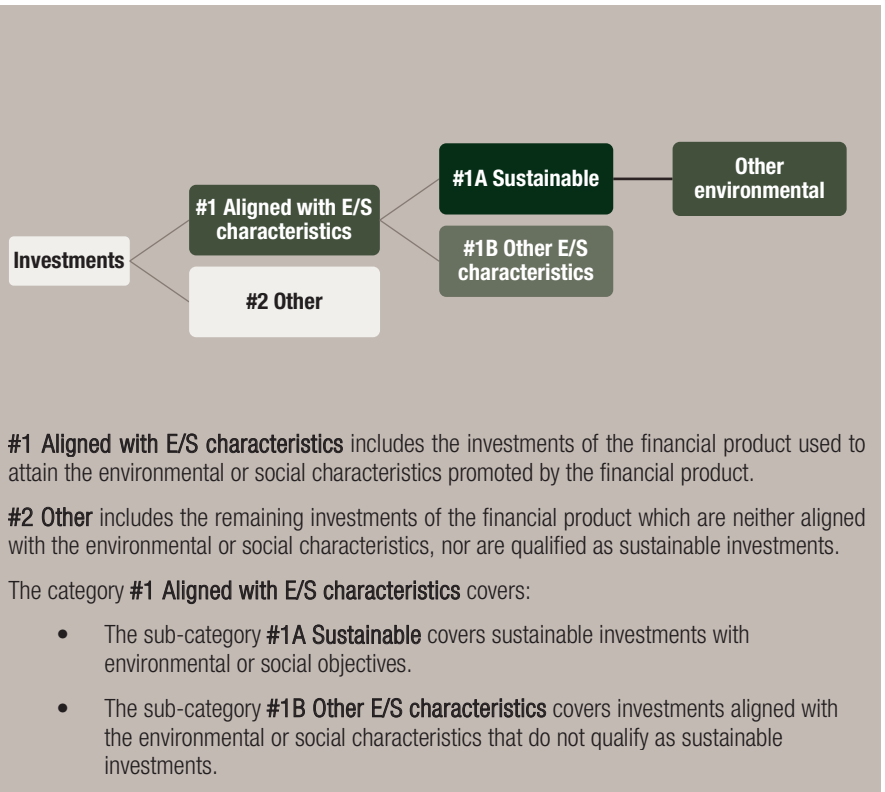 Investments
#1 Aligned with E/S
characteristics
#2 Other
#1A Sustainable
#1B Other E/S
characteristics
Other
environmental
#1 Aligned with E/S characteristics includes the investments of the financial product used to
attain the environmental or social characteristics promoted by the financial product.
#2 Other includes the remaining investments of the financial product which are neither aligned
with the environmental or social characteristics, nor are qualified as sustainable investments.
The category #1 Aligned with E/S characteristics covers:
• The sub-category #1A Sustainable covers sustainable investments with
environmental or social objectives.
• The sub-category #1B Other E/S characteristics covers investments aligned with
the environmental or social characteristics that do not qualify as sustainable
investments.